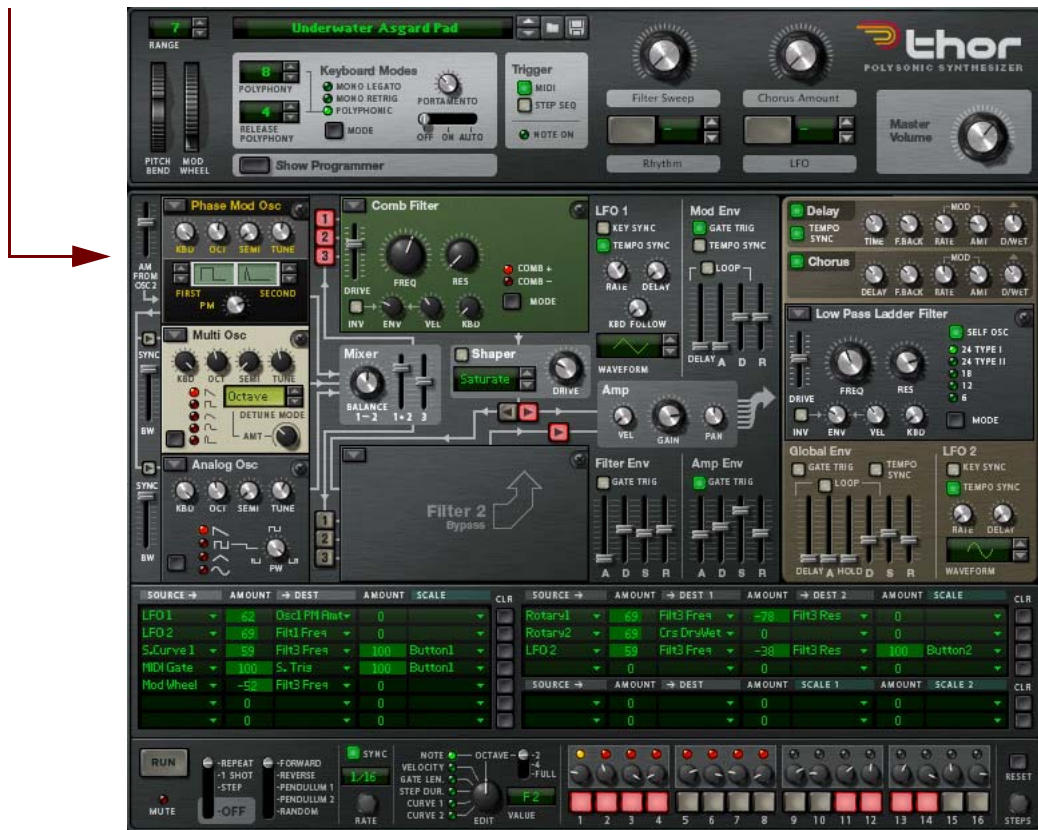 7
RANGE
Underwater Asgard Pad
thor
POLYSONIC SYNTHESIZER
8
POLYPHONY
4
RELEASE
POLYPHONY
Keyboard Modes
MONO LEGATO
MONO RETRIG
POLYPHONIC
MODE
PORTAMENTO
OFF ON AUTO
Trigger
MIDI
STEP SEQ
NOTE ON
Filter Sweep
Chorus Amount
Rhythm
LFO
Master
Volume
PITCH
BEND
MOD
WHEEL
Show Programmer
AM
FROM
OSC 2
Phase Mod Osc
KBD OCT SEMI TUNE
FIRST
SECOND
PM
SYNC
BW
Multi Osc
KBD OCT SEMI TUNE
Octave
DETUNE MODE
AMT
SYNC
BW
Analog Osc
KBD OCT SEMI TUNE
PW
1
2
3
Comb Filter
DRIVE
FREQ
RES
COMB +
COMB −
MODE
INV ENV VEL KBD
Mixer
BALANCE
1—2
1+2 3
Shaper
Saturate
DRIVE
1
2
3
Filter 2
Bypass
LFO 1
KEY SYNC
TEMPO SYNC
RATE DELAY
KBD FOLLOW
WAVEFORM
Mod Env
GATE TRIG
TEMPO SYNC
LOOP
DELAY A D R
Amp
VEL GAIN PAN
Filter Env
GATE TRIG
A D S R
Amp Env
GATE TRIG
A D S R
Delay
TEMPO
SYNC
MOD
TIME F.BACK RATE AMT D/WET
Chorus
MOD
DELAY F.BACK RATE AMT D/WET
Low Pass Ladder Filter
DRIVE
FREQ
RES
SELF OSC
24 TYPE I
24 TYPE II
18
12
6
MODE
INV ENV VEL KBD
Global Env
GATE TRIG
TEMPO
SYNC
LOOP
DELAY A HOLD D S R
LFO 2
KEY SYNC
TEMPO SYNC
RATE DELAY
WAVEFORM
SOURCE → AMOUNT → DEST AMOUNT SCALE CLR
LFO 1 62 Osc1 PM Amt 0
LFO 2 69 Filt1 Freq 0
S.Curve 1 59 Filt3 Freq 100 Button1
MIDI Gate 100 S. Trig 100 Button1
Mod Wheel -52 Filt3 Freq 0
0 0
0 0
SOURCE → AMOUNT → DEST 1 AMOUNT → DEST 2 AMOUNT SCALE CLR
Rotary1 69 Filt3 Freq -78 Filt3 Res 0
Rotary2 69 Crs DryWet 0 0
LFO 2 59 Filt3 Freq -38 Filt3 Res 100 Button2
0 0 0
SOURCE → AMOUNT → DEST AMOUNT SCALE 1 AMOUNT SCALE 2 CLR
0 0 0
0 0 0
RUN
MUTE
-REPEAT
-1 SHOT
-STEP
-OFF
-FORWARD
-REVERSE
-PENDULUM 1
-PENDULUM 2
-RANDOM
SYNC
1/16
RATE
NOTE
VELOCITY
GATE LEN.
STEP DUR.
CURVE 1
CURVE 2
EDIT
OCTAVE
-2
-4
-FULL
F 2
VALUE
1 2 3 4 5 6 7 8 9 10 11 12 13 14 15 16
RESET
STEPS